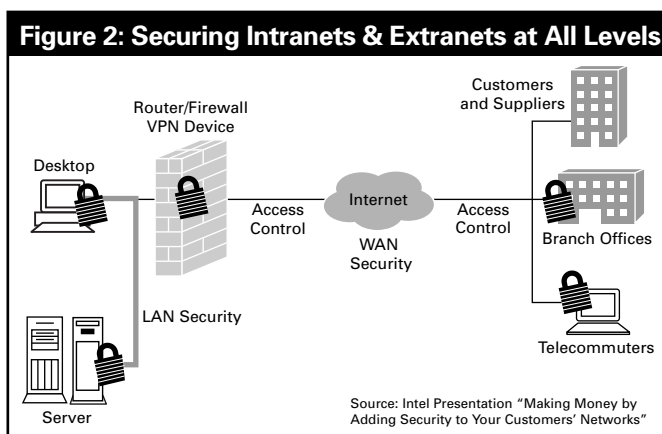 Figure 2: Securing Intranets & Extranets at All Levels
Customers
and Suppliers
Router/Firewall
VPN Device
Desktop
Internet
Access
Control
Access
Control
WAN
Security
Branch Offices
LAN Security
Telecommuters
Server
Source: Intel Presentation “Making Money by
Adding Security to Your Customers’ Networks”